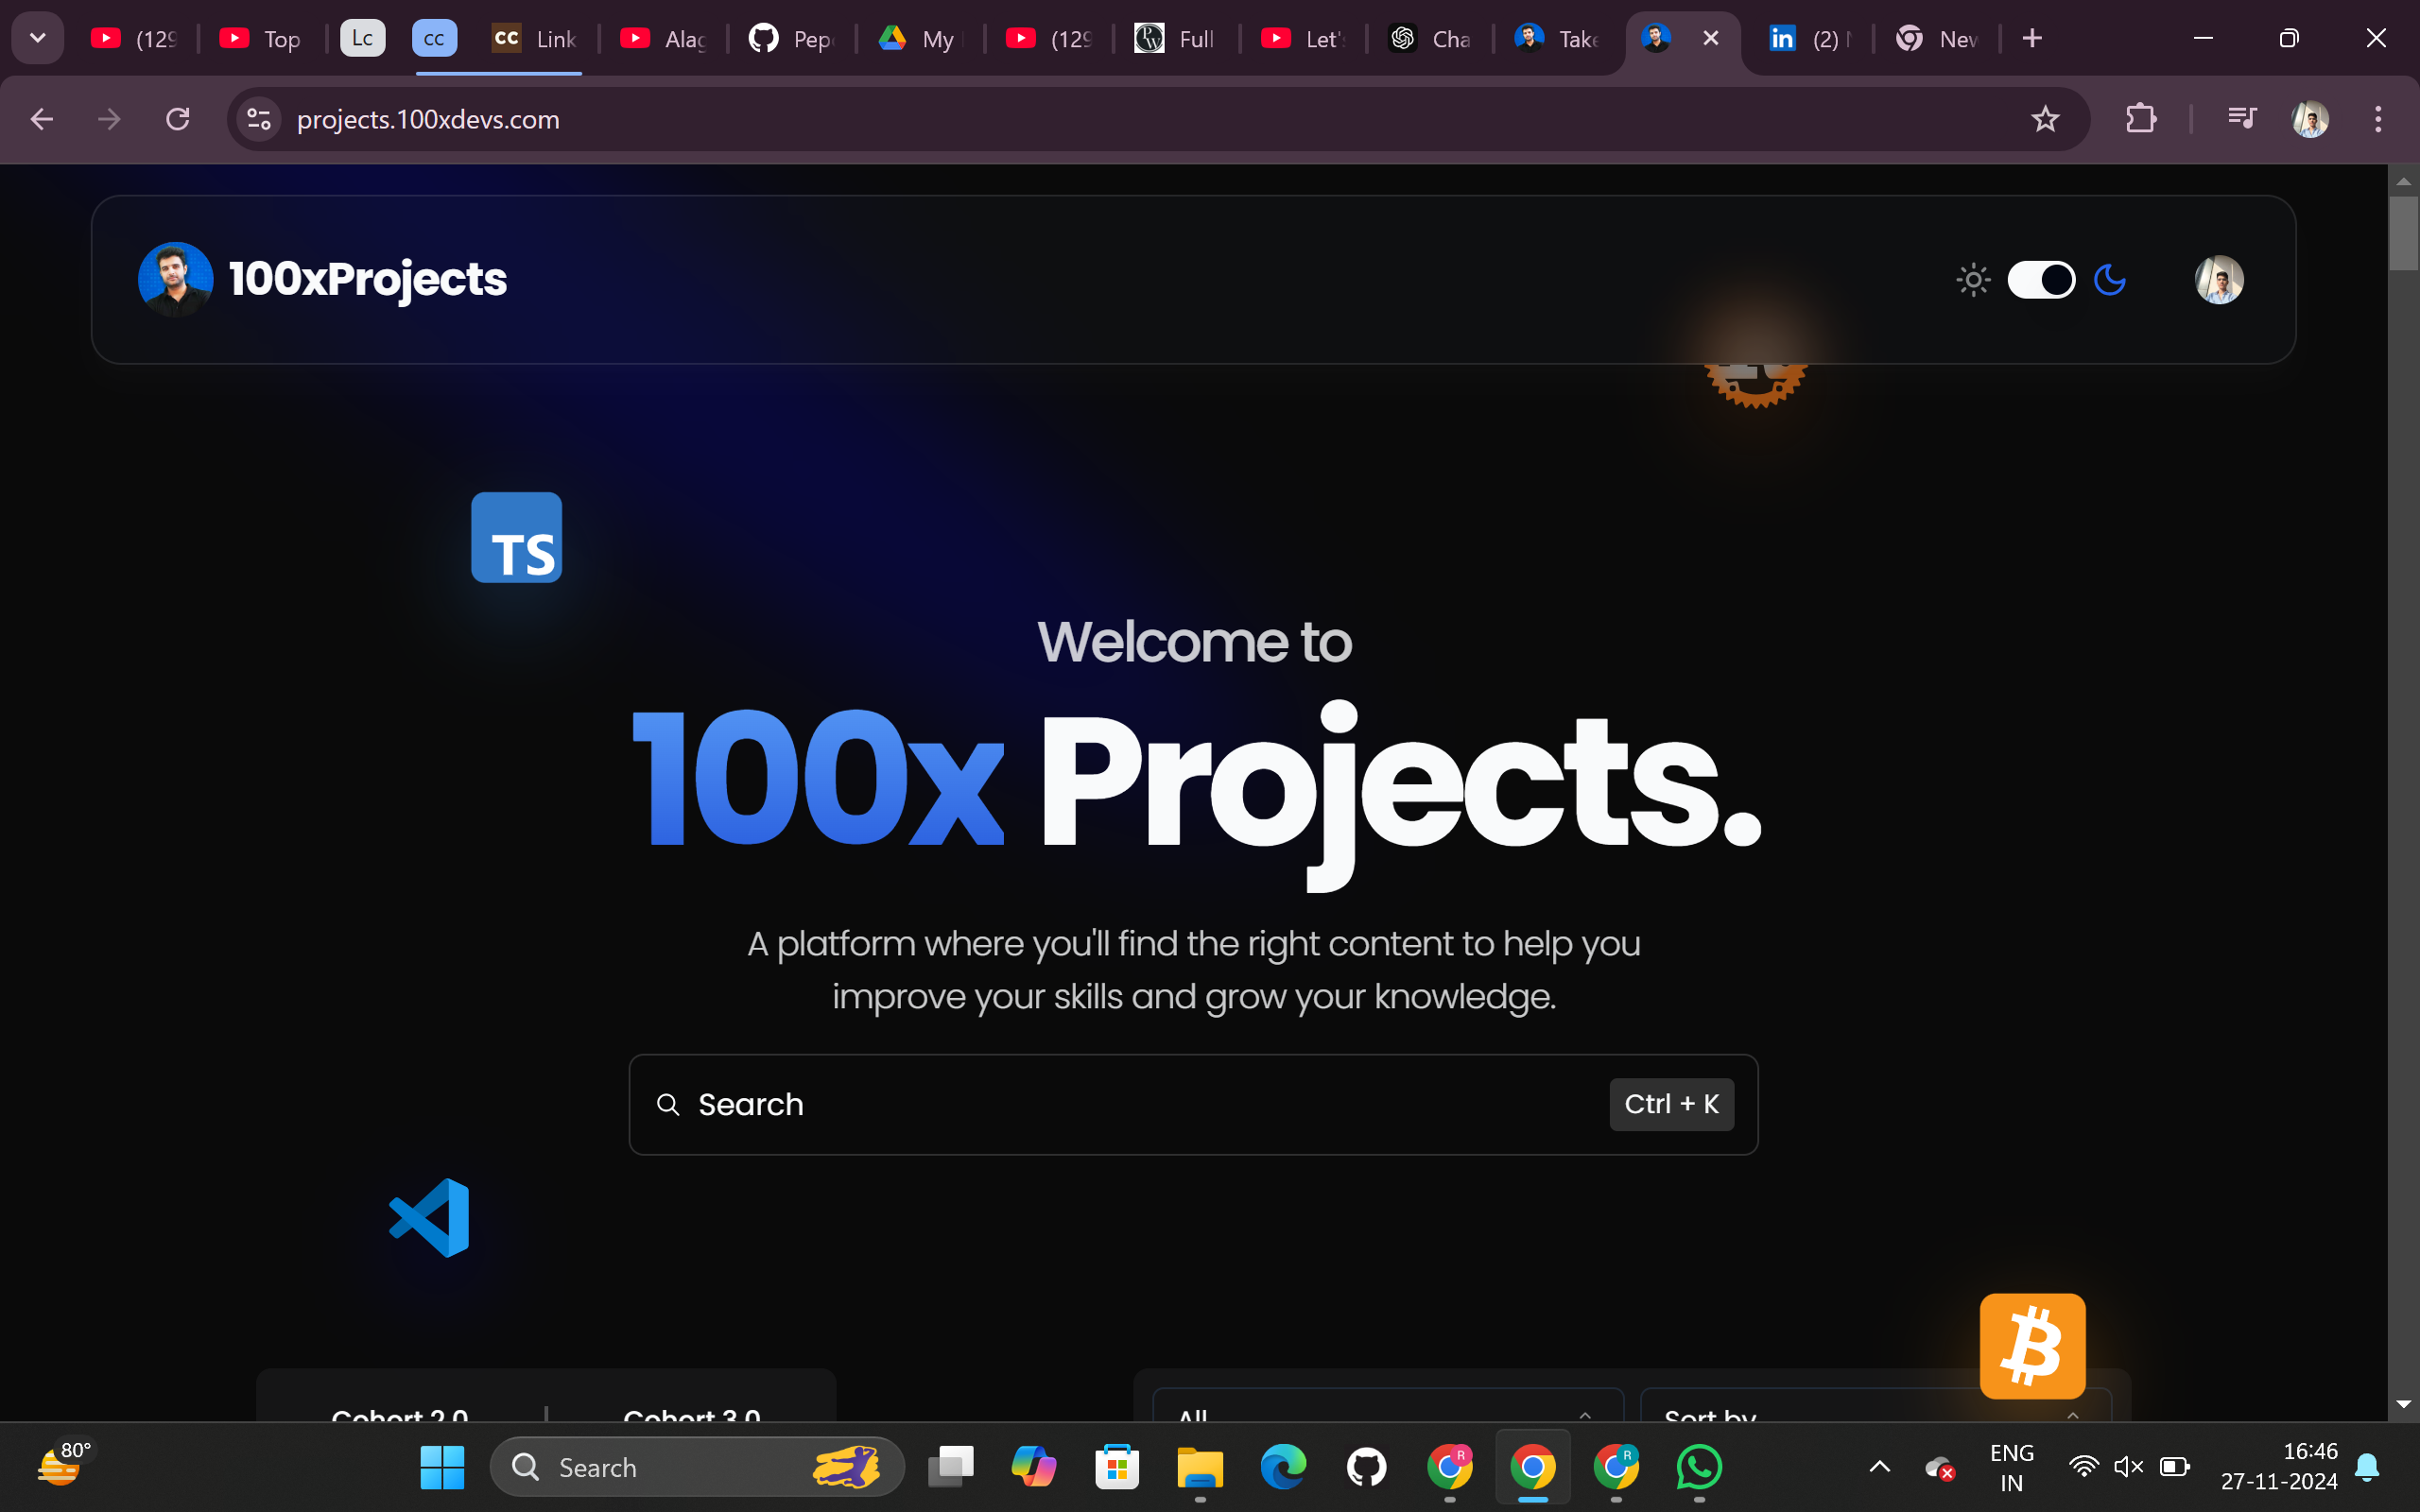 (129
Top
Lc
cc
CC
Link
Alag
Pep
My
(129
PW
Full
Let's
Cha
Take
in
(2)
New
projects.100xdevs.com
100xProjects
TS
Welcome to
100x Projects.
A platform where you'll find the right content to help you
improve your skills and grow your knowledge.
Search
Ctrl + K
Cohort 2.0
Cohort 3.0
All
Sort by
80°
Search
R
R
ENG
IN
16:46
27-11-2024